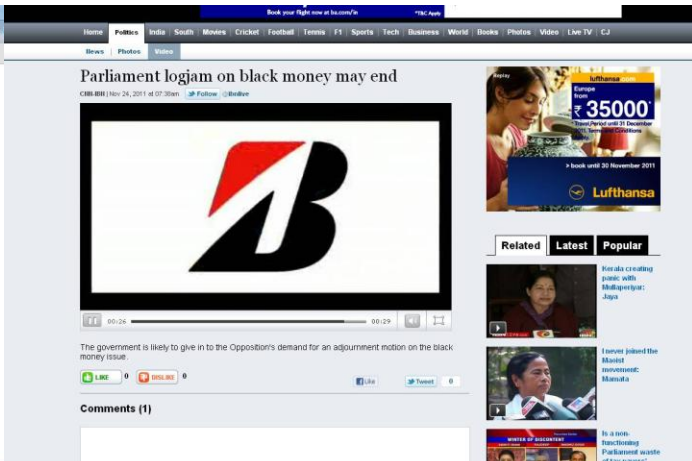 Book your flight now at ba.com/in
*T&C Apply
Home Politics India South Movies Cricket Football Tennis F1 Sports Tech Business World Books Photos Video Live TV CJ
News Photos Video
Parliament logjam on black money may end
CNN-IBN | Nov 24, 2011 at 07:38am Follow @ibnlive
00:26
00:29
The government is likely to give in to the Opposition's demand for an adjournment motion on the black
money issue.
LIKE 0 DISLIKE 0
Like
Tweet 0
Comments (1)
Replay
lufthansa.com
Europe
from
₹ 35000*
Travel Period until 31 December
2011. Terms and Conditions
> book until 30 November 2011
Lufthansa
Related Latest Popular
Kerala creating
panic with
Mullaperiyar:
Jaya
I never joined the
Maoist
movement:
Mamata
WINTER OF DISCONTENT
Is a non-
functioning
Parliament waste